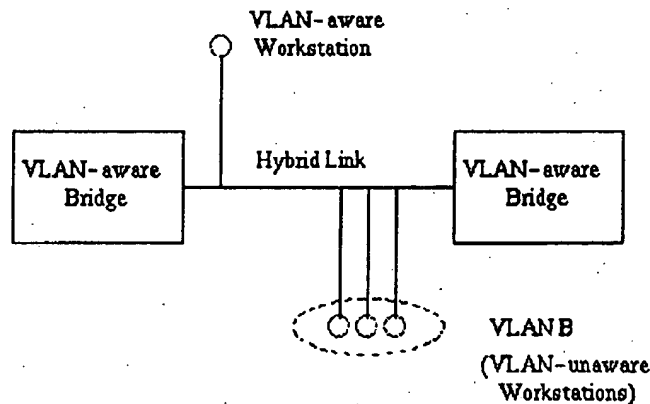 VLAN-aware
Workstation
VLAN-aware
Bridge
Hybrid Link
VLAN-aware
Bridge
VLAN B
(VLAN-unaware
Workstations)